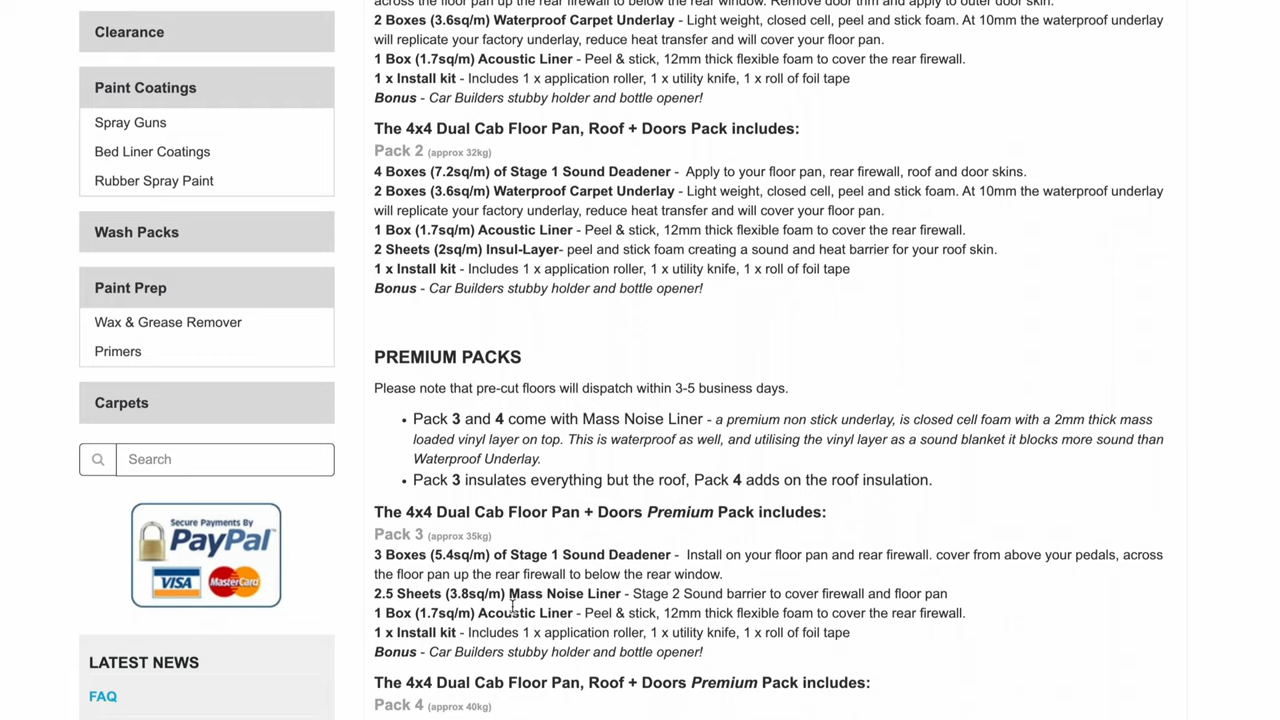 Clearance
Paint Coatings
Spray Guns
Bed Liner Coatings
Rubber Spray Paint
Wash Packs
Paint Prep
Wax & Grease Remover
Primers
Carpets
Search
Secure Payments By
PayPal
VISA
MasterCard
LATEST NEWS
FAQ
across the floor pan up the rear firewall to below the rear window. Remove door trim and apply to outer door skin.
2 Boxes (3.6sq/m) Waterproof Carpet Underlay - Light weight, closed cell, peel and stick foam. At 10mm the waterproof underlay
will replicate your factory underlay, reduce heat transfer and will cover your floor pan.
1 Box (1.7sq/m) Acoustic Liner - Peel & stick, 12mm thick flexible foam to cover the rear firewall.
1 x Install kit - Includes 1 x application roller, 1 x utility knife, 1 x roll of foil tape
Bonus - Car Builders stubby holder and bottle opener!
The 4x4 Dual Cab Floor Pan, Roof + Doors Pack includes:
Pack 2 (approx 32kg)
4 Boxes (7.2sq/m) of Stage 1 Sound Deadener - Apply to your floor pan, rear firewall, roof and door skins.
2 Boxes (3.6sq/m) Waterproof Carpet Underlay - Light weight, closed cell, peel and stick foam. At 10mm the waterproof underlay
will replicate your factory underlay, reduce heat transfer and will cover your floor pan.
1 Box (1.7sq/m) Acoustic Liner - Peel & stick, 12mm thick flexible foam to cover the rear firewall.
2 Sheets (2sq/m) Insul-Layer- peel and stick foam creating a sound and heat barrier for your roof skin.
1 x Install kit - Includes 1 x application roller, 1 x utility knife, 1 x roll of foil tape
Bonus - Car Builders stubby holder and bottle opener!
PREMIUM PACKS
Please note that pre-cut floors will dispatch within 3-5 business days.
• Pack 3 and 4 come with Mass Noise Liner - a premium non stick underlay, is closed cell foam with a 2mm thick mass
loaded vinyl layer on top. This is waterproof as well, and utilising the vinyl layer as a sound blanket it blocks more sound than
Waterproof Underlay.
• Pack 3 insulates everything but the roof, Pack 4 adds on the roof insulation.
The 4x4 Dual Cab Floor Pan + Doors Premium Pack includes:
Pack 3 (approx 35kg)
3 Boxes (5.4sq/m) of Stage 1 Sound Deadener - Install on your floor pan and rear firewall. cover from above your pedals, across
the floor pan up the rear firewall to below the rear window.
2.5 Sheets (3.8sq/m) Mass Noise Liner - Stage 2 Sound barrier to cover firewall and floor pan
1 Box (1.7sq/m) Acoustic Liner - Peel & stick, 12mm thick flexible foam to cover the rear firewall.
1 x Install kit - Includes 1 x application roller, 1 x utility knife, 1 x roll of foil tape
Bonus - Car Builders stubby holder and bottle opener!
The 4x4 Dual Cab Floor Pan, Roof + Doors Premium Pack includes:
Pack 4 (approx 40kg)